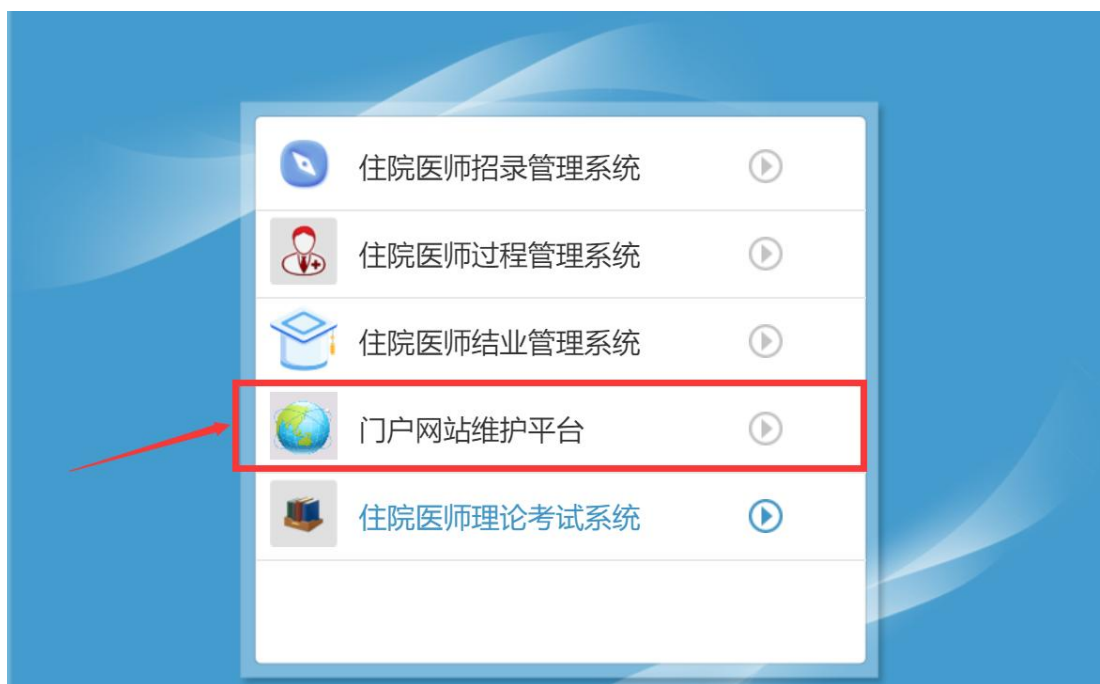 住院医师招录管理系统
住院医师过程管理系统
住院医师结业管理系统
门户网站维护平台
住院医师理论考试系统